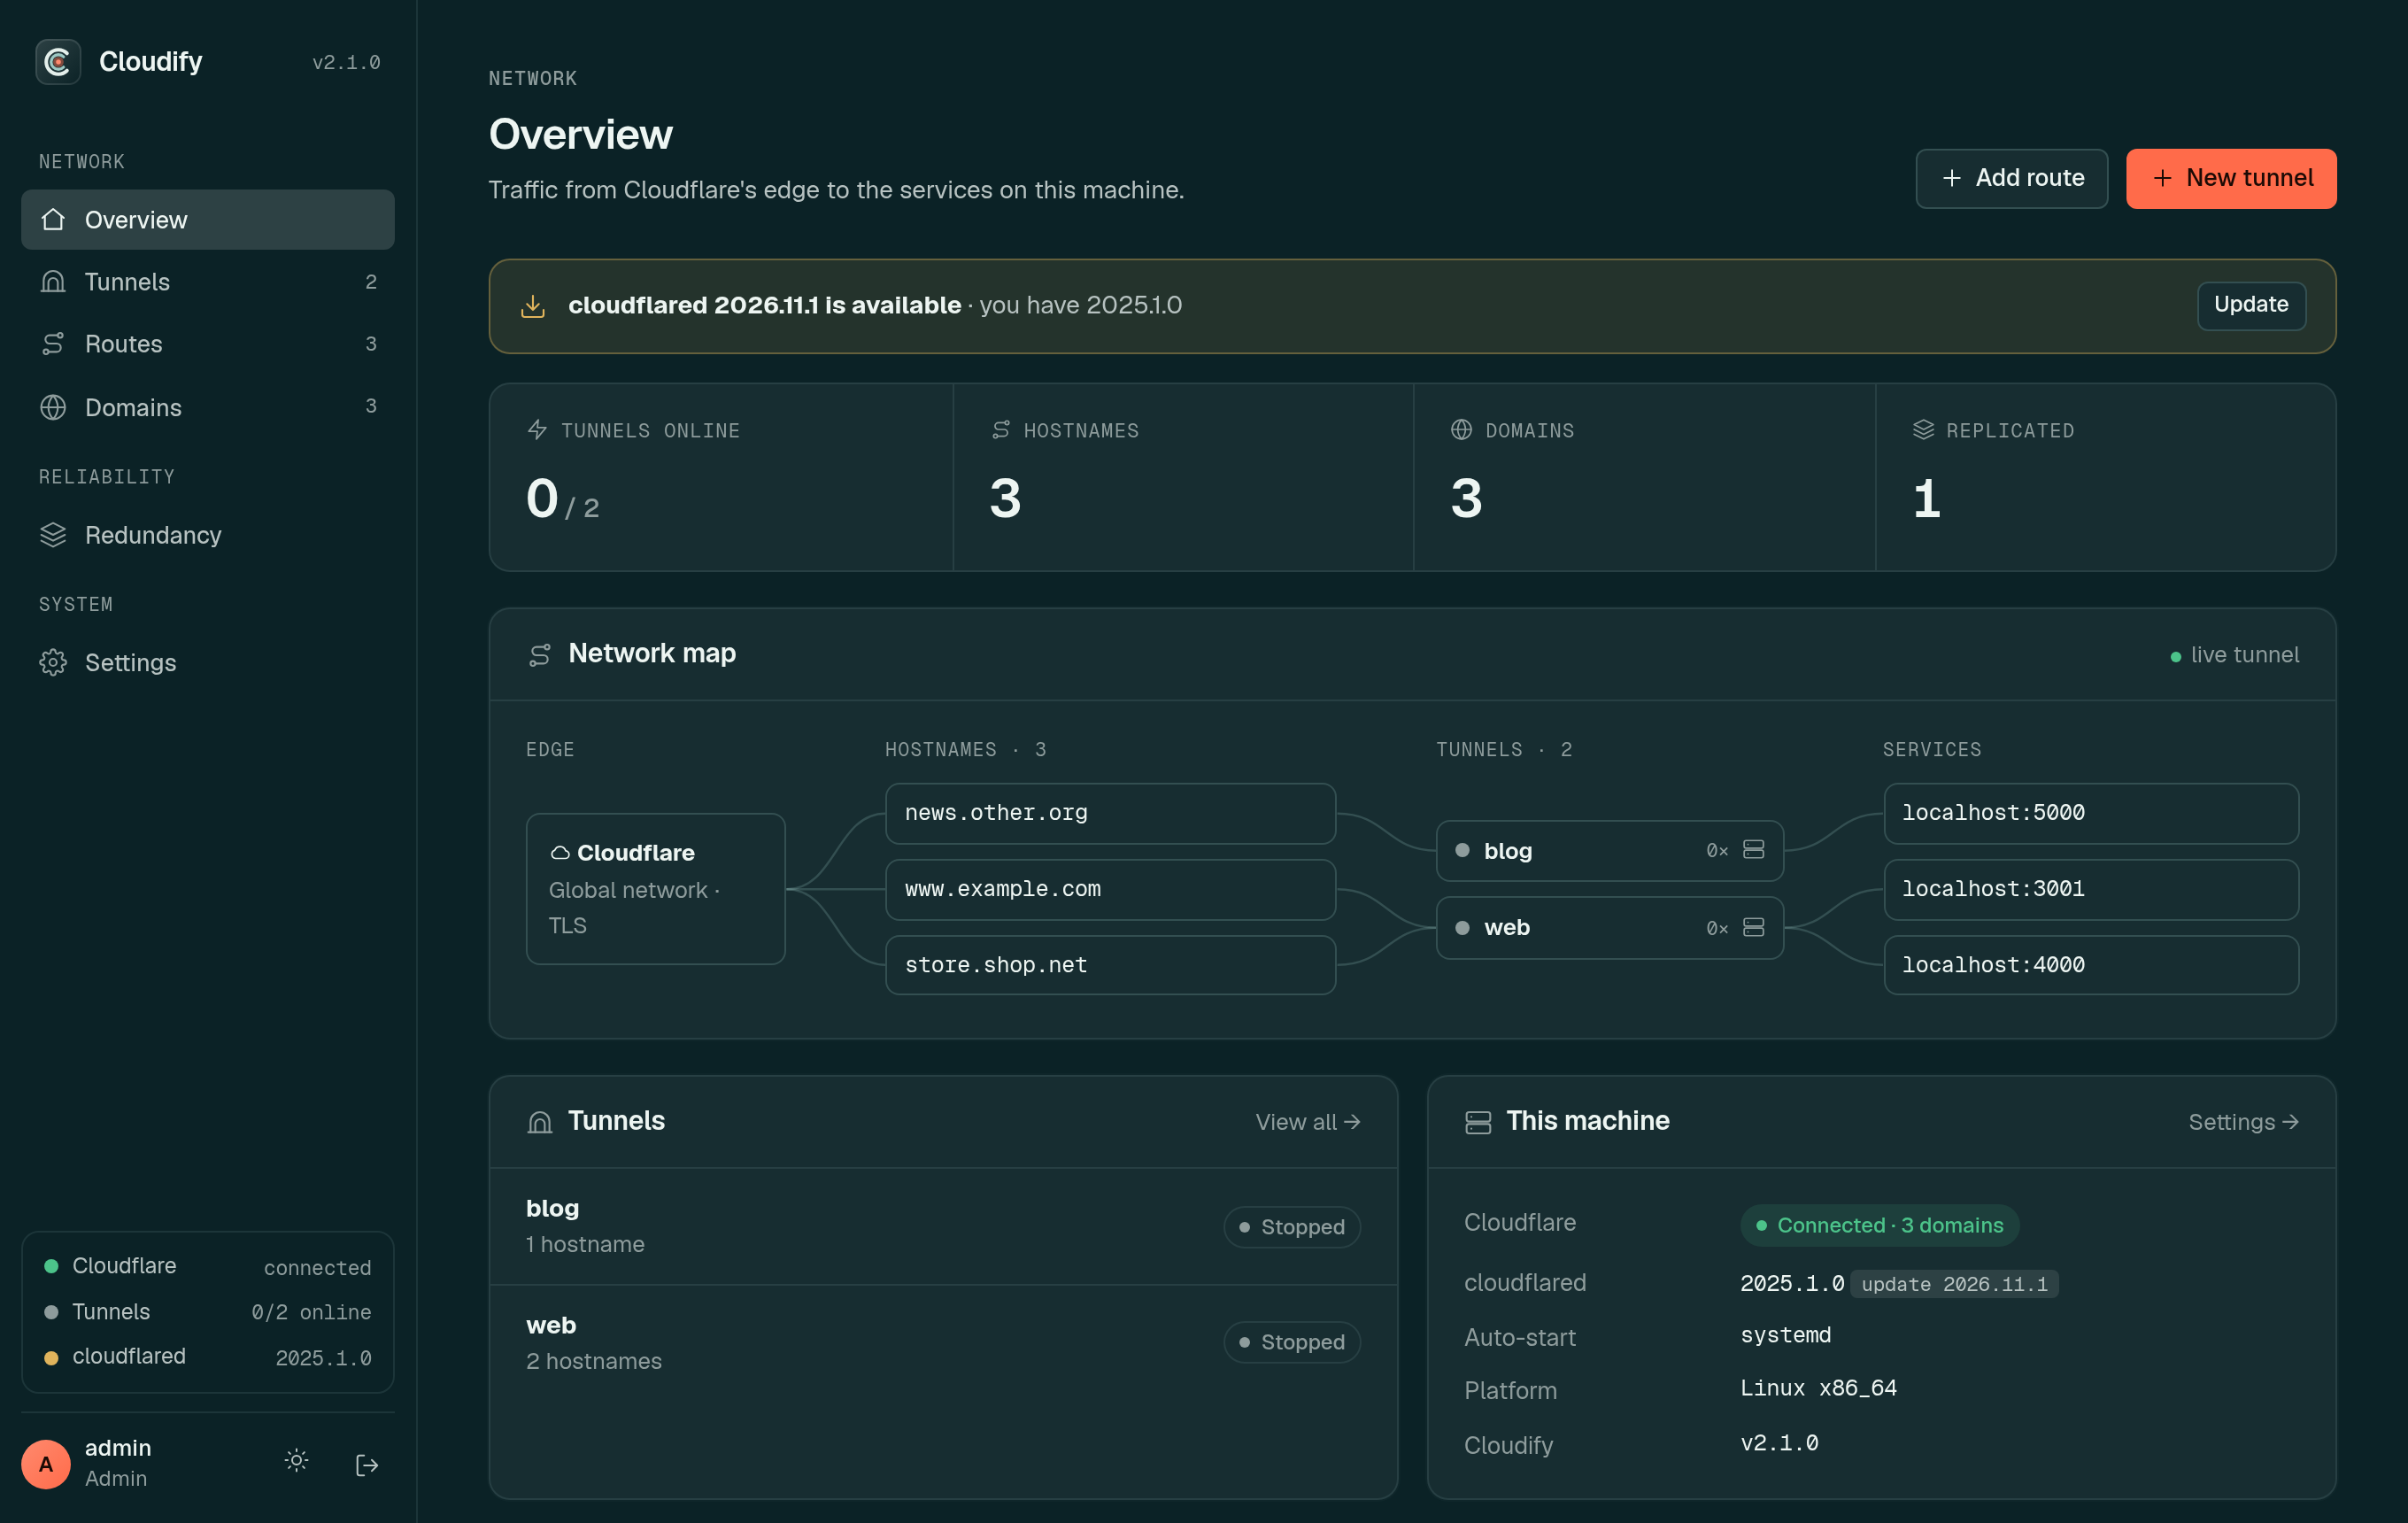 Cloudify v2.1.0
NETWORK
Overview
Tunnels 2
Routes 3
Domains 3
RELIABILITY
Redundancy
SYSTEM
Settings
Cloudflare connected
Tunnels 0/2 online
cloudflared 2025.1.0
A
admin
Admin
NETWORK
Overview
Traffic from Cloudflare's edge to the services on this machine.
+ Add route
+ New tunnel
cloudflared 2026.11.1 is available · you have 2025.1.0
Update
TUNNELS ONLINE
0 / 2
HOSTNAMES
3
DOMAINS
3
REPLICATED
1
Network map
live tunnel
EDGE
Cloudflare
Global network ·
TLS
HOSTNAMES · 3
news.other.org
www.example.com
store.shop.net
TUNNELS · 2
blog 0×
web 0×
SERVICES
localhost:5000
localhost:3001
localhost:4000
Tunnels
View all →
blog
1 hostname
Stopped
web
2 hostnames
Stopped
This machine
Settings →
Cloudflare Connected · 3 domains
cloudflared 2025.1.0 update 2026.11.1
Auto-start systemd
Platform Linux x86_64
Cloudify v2.1.0